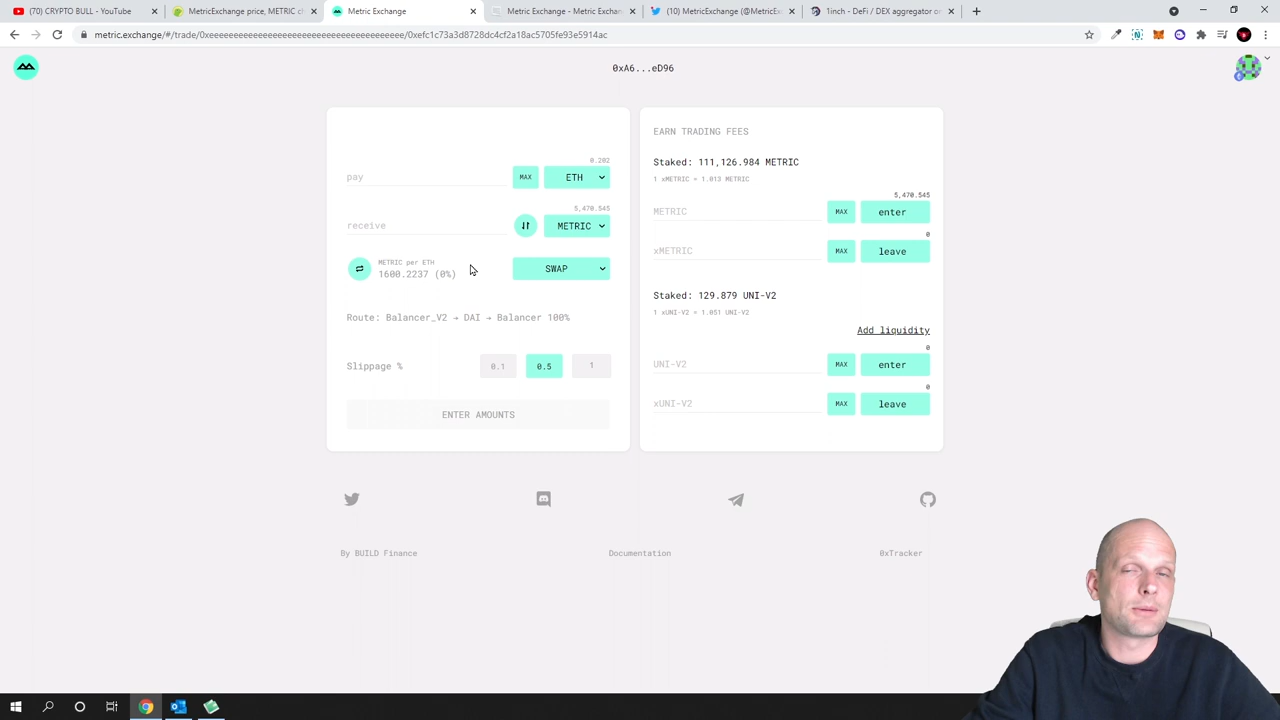 (70) CRYPTO BULL - YouTube
MetricExchange price, METRIC ch
Metric Exchange
Metric Exchange - Metric Exchan
(10) MetricExchange (@MetricEx
1inch - DeFi / DEX aggregator or
metric.exchange/#/trade/0xeeeeeeeeeeeeeeeeeeeeeeeeeeeeeeeeeeeeeeee/0xefc1c73a3d8728dc4cf2a18ac5705fe93e5914ac
0xA6...eD96
0.202
pay
MAX
ETH
5,470.545
receive
METRIC
METRIC per ETH
1600.2237 (0%)
SWAP
Route: Balancer_V2 → DAI → Balancer 100%
Slippage %
0.1
0.5
1
ENTER AMOUNTS
EARN TRADING FEES
Staked: 111,126.984 METRIC
1 xMETRIC = 1.013 METRIC
5,470.545
METRIC
MAX
enter
0
xMETRIC
MAX
leave
Staked: 129.879 UNI-V2
1 xUNI-V2 = 1.051 UNI-V2
Add liquidity
0
UNI-V2
MAX
enter
0
xUNI-V2
MAX
leave
By BUILD Finance
Documentation
0xTracker